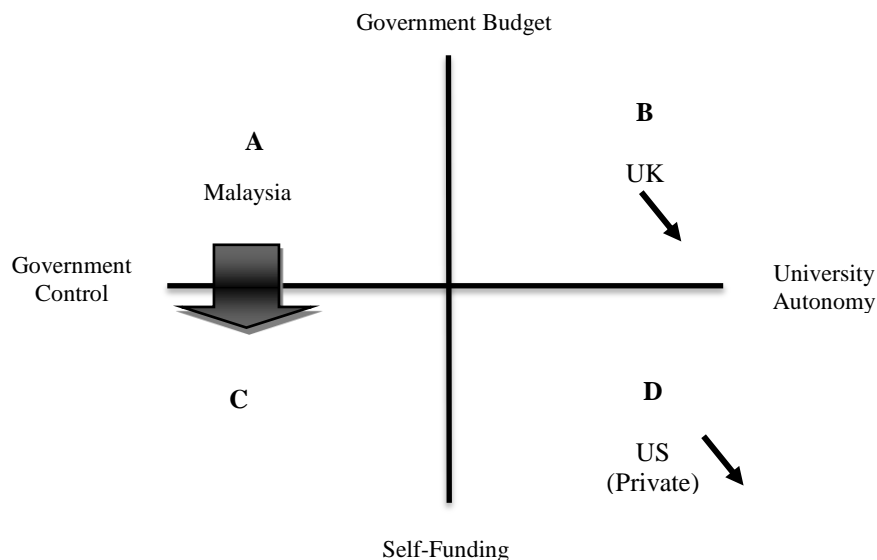 Government Budget
B
A
UK
Malaysia
Government
Control
University
Autonomy
C
D
US
(Private)
Self-Funding